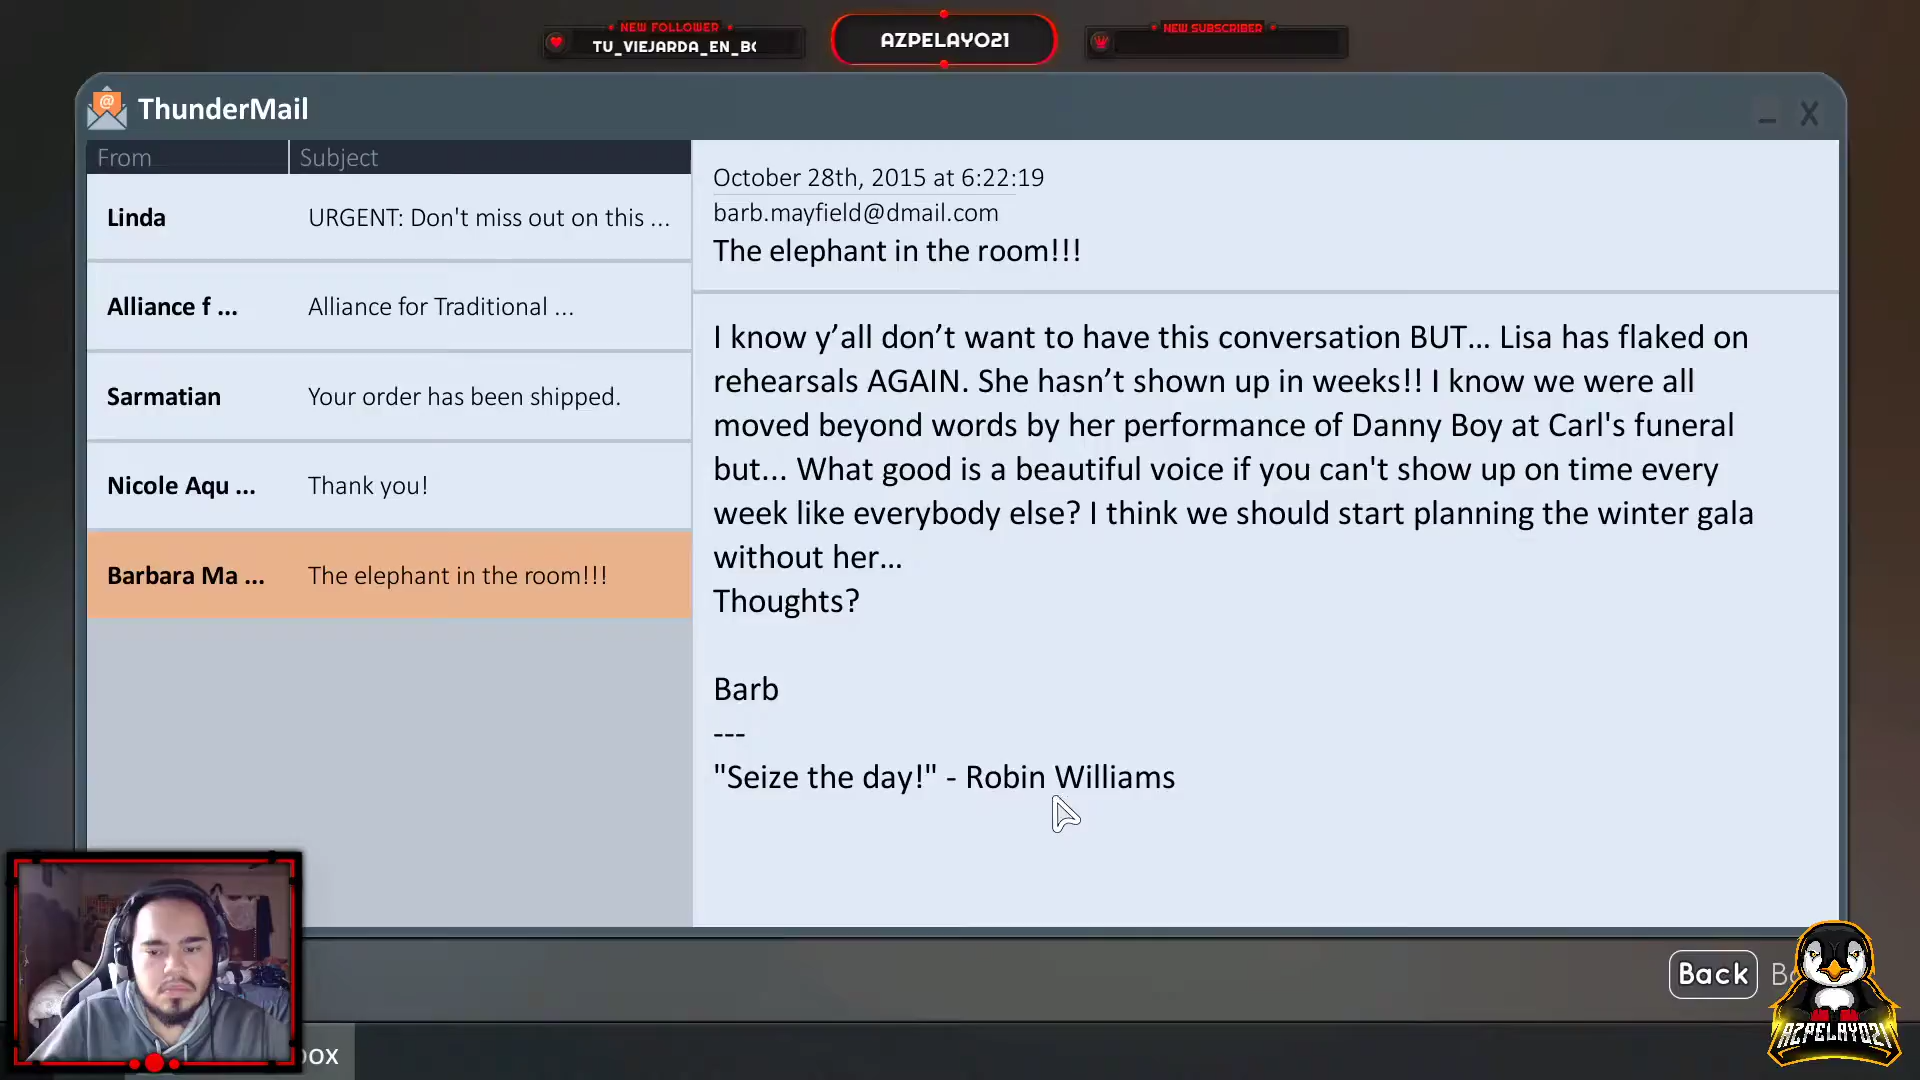 NEW FOLLOWER
TU_VIEJARDA_EN_BO
AZPELAYO21
NEW SUBSCRIBER
ThunderMail
From
Subject
Linda
URGENT: Don't miss out on this ...
Alliance f ...
Alliance for Traditional ...
Sarmatian
Your order has been shipped.
Nicole Aqu ...
Thank you!
Barbara Ma ...
The elephant in the room!!!
October 28th, 2015 at 6:22:19
barb.mayfield@dmail.com
The elephant in the room!!!
I know y’all don’t want to have this conversation BUT... Lisa has flaked on
rehearsals AGAIN. She hasn’t shown up in weeks!! I know we were all
moved beyond words by her performance of Danny Boy at Carl's funeral
but... What good is a beautiful voice if you can't show up on time every
week like everybody else? I think we should start planning the winter gala
without her...
Thoughts?
Barb
---
"Seize the day!" - Robin Williams
Back
AZPELAYO21